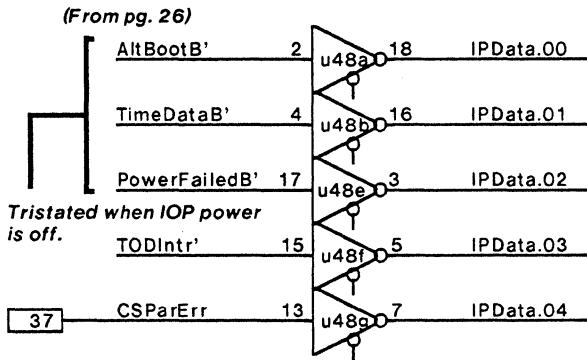 (From pg. 26)
AltBootB' 2 u48a 18 IPData.00
TimeDataB' 4 u48b 16 IPData.01
PowerFailedB' 17 u48e 3 IPData.02
Tristated when IOP power
is off.
TODIntr' 15 u48f 5 IPData.03
37 CSParErr 13 u48g 7 IPData.04